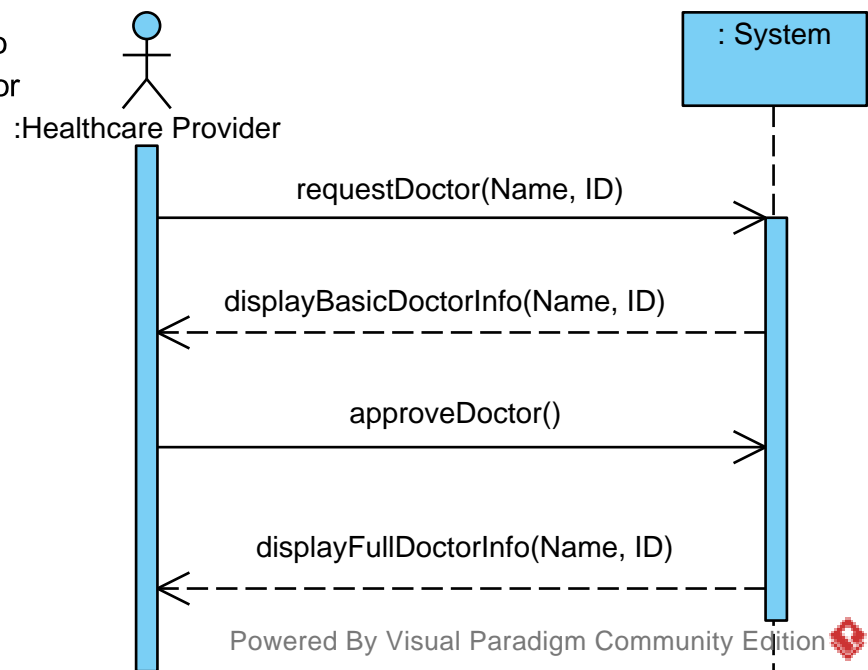 : System
:Healthcare Provider
requestDoctor(Name, ID)
displayBasicDoctorInfo(Name, ID)
approveDoctor()
displayFullDoctorInfo(Name, ID)
Powered By Visual Paradigm Community Edition